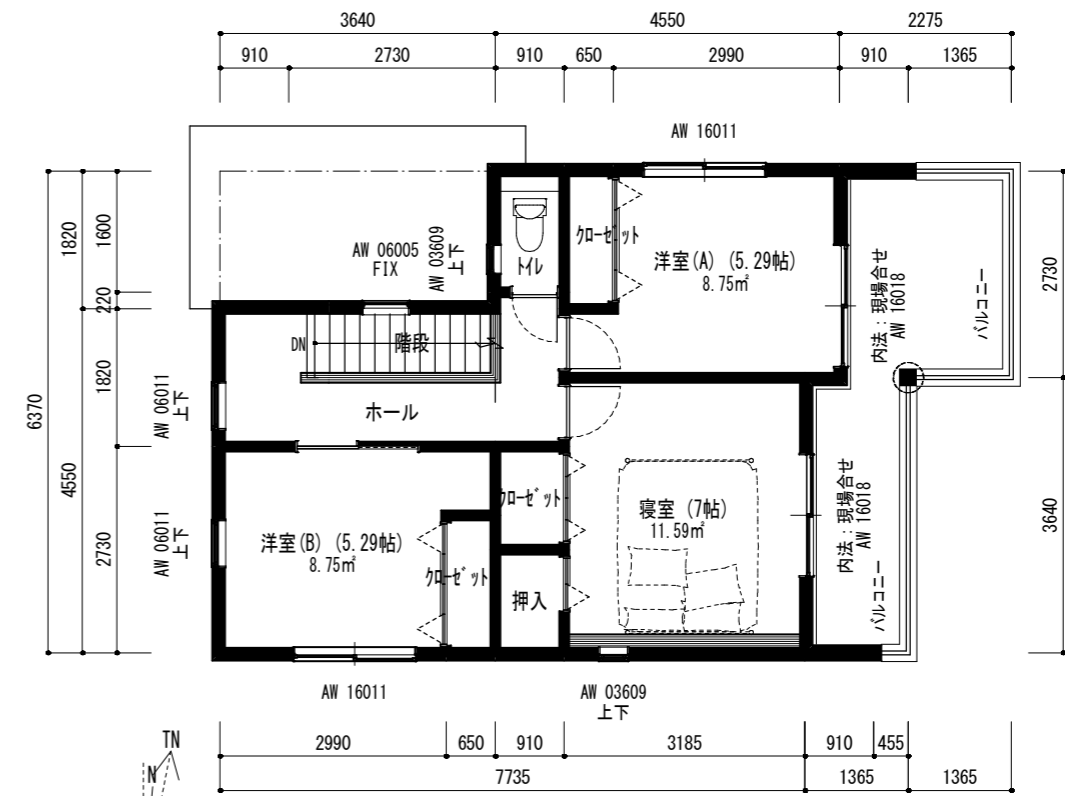 3640 4550 2275
910 2730 910 650 2990 910 1365
AW 16011
AW 06005
FIX
AW 03609
上下
トイレ
クローゼット
洋室(A) (5.29帖)
8.75㎡
内法：現場合せ
AW 16018
バルコニー
1820
1600
220
2730
DN
階段
6370
4550
1820
AW 06011
上下
ホール
2730
AW 06011
上下
洋室(B) (5.29帖)
8.75㎡
クローゼット
クローゼット
押入
寝室 (7帖)
11.59㎡
内法：現場合せ
AW 16018
バルコニー
3640
AW 16011
AW 03609
上下
TN
N
2990 650 910 3185 910 455
7735 1365 1365